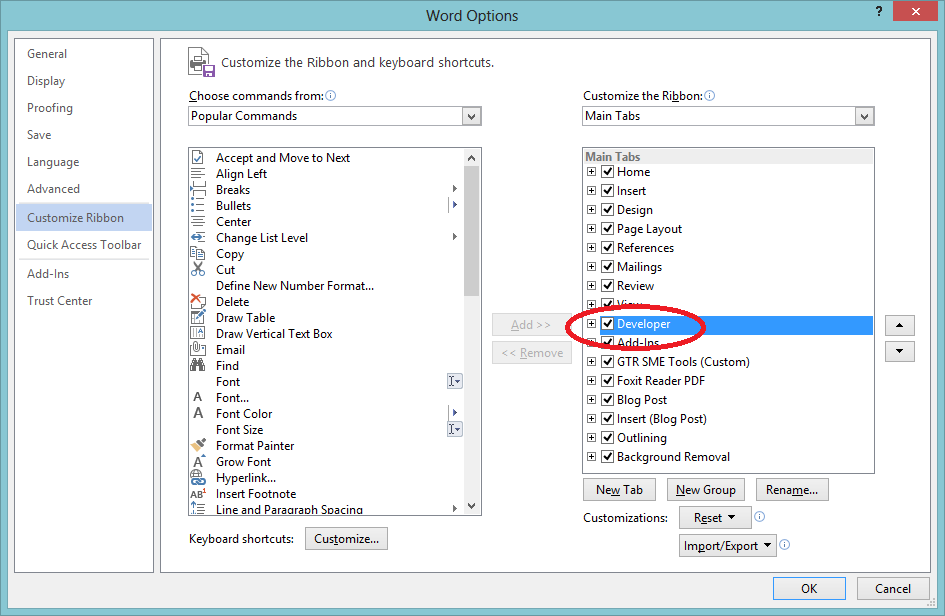 Word Options
?
General
Display
Proofing
Save
Language
Advanced
Customize Ribbon
Quick Access Toolbar
Add-Ins
Trust Center
Customize the Ribbon and keyboard shortcuts.
Choose commands from:
Popular Commands
Accept and Move to Next
Align Left
Breaks
Bullets
Center
Change List Level
Copy
Cut
Define New Number Format...
Delete
Draw Table
Draw Vertical Text Box
Email
Find
Font
Font...
Font Color
Font Size
Format Painter
Grow Font
Hyperlink...
Insert Footnote
Line and Paragraph Spacing
Keyboard shortcuts:
Customize...
Add >>
<< Remove
Customize the Ribbon:
Main Tabs
Main Tabs
Home
Insert
Design
Page Layout
References
Mailings
Review
View
Developer
Add-Ins
GTR SME Tools (Custom)
Foxit Reader PDF
Blog Post
Insert (Blog Post)
Outlining
Background Removal
New Tab
New Group
Rename...
Customizations:
Reset
Import/Export
OK
Cancel